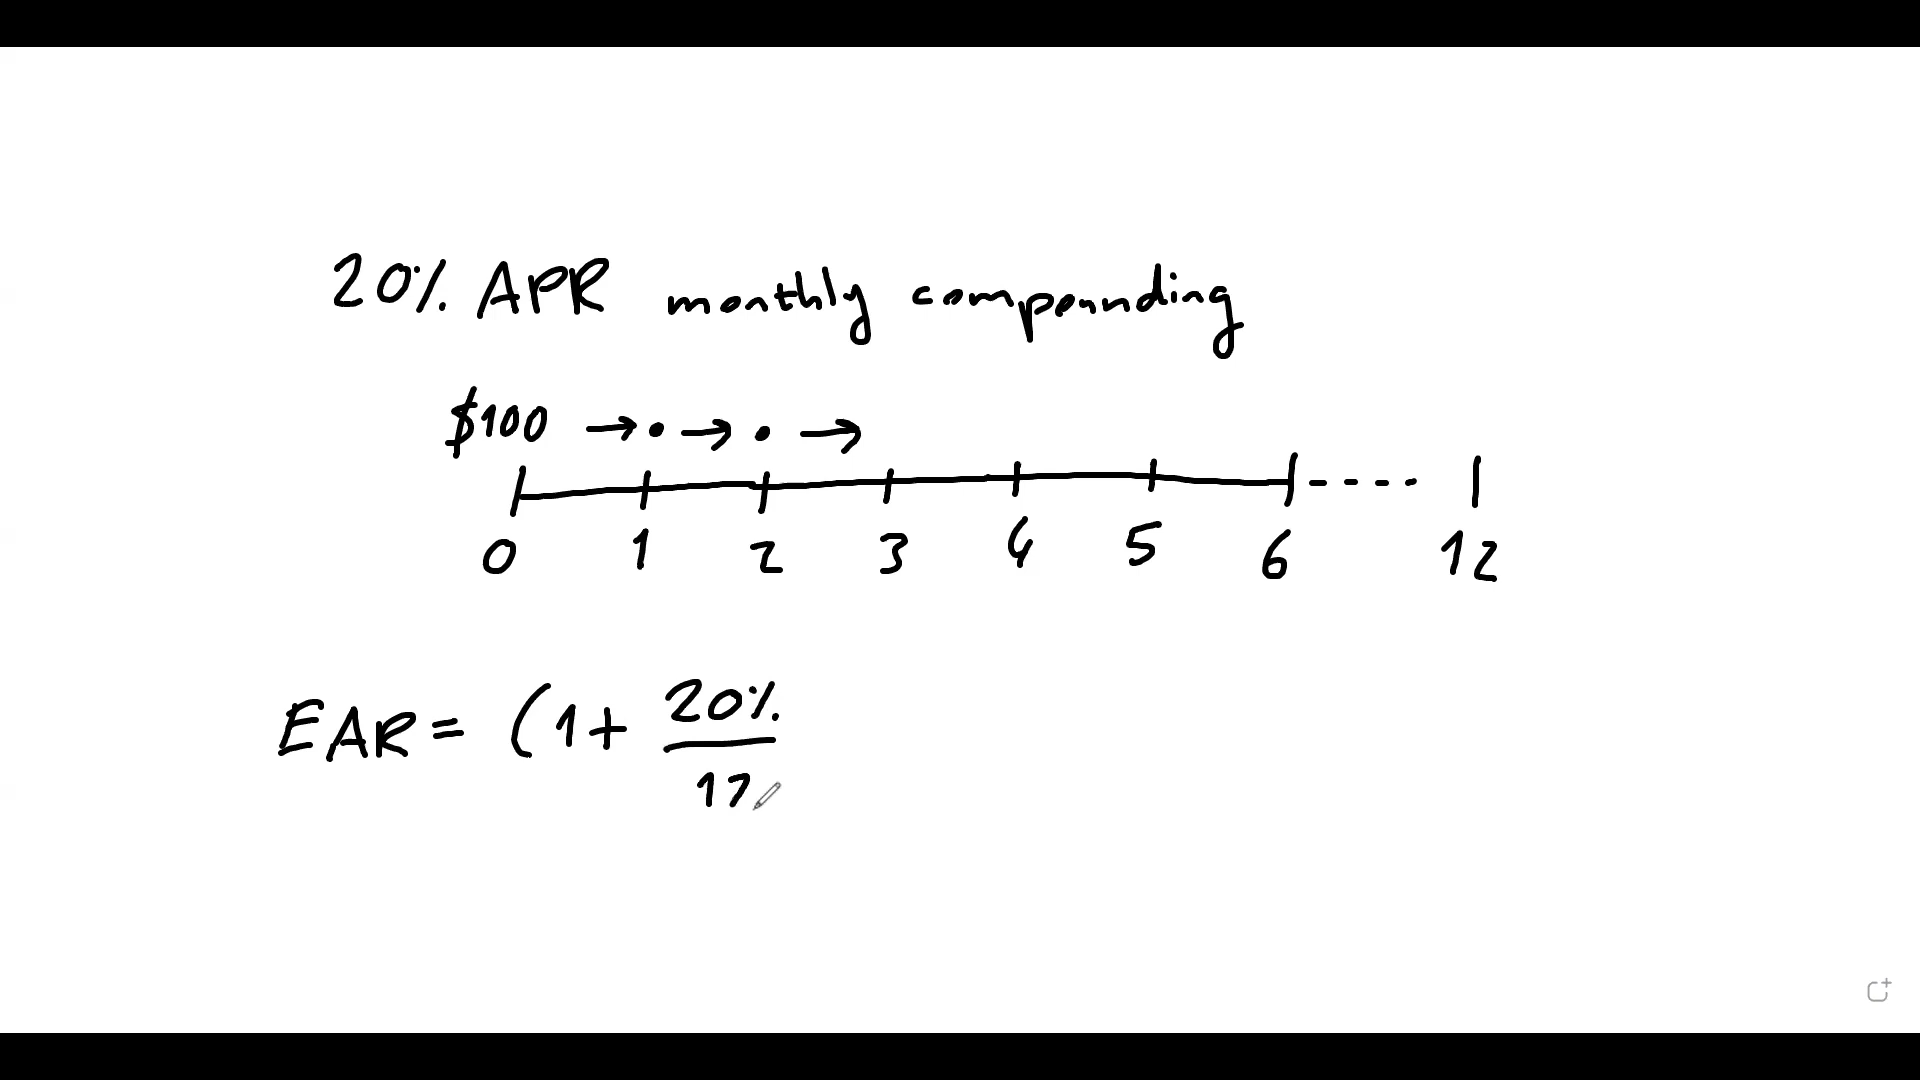 20% APR monthly compounding
$100 → • → • →
0 1 2 3 4 5 6 12
EAR = (1 + 20%
12